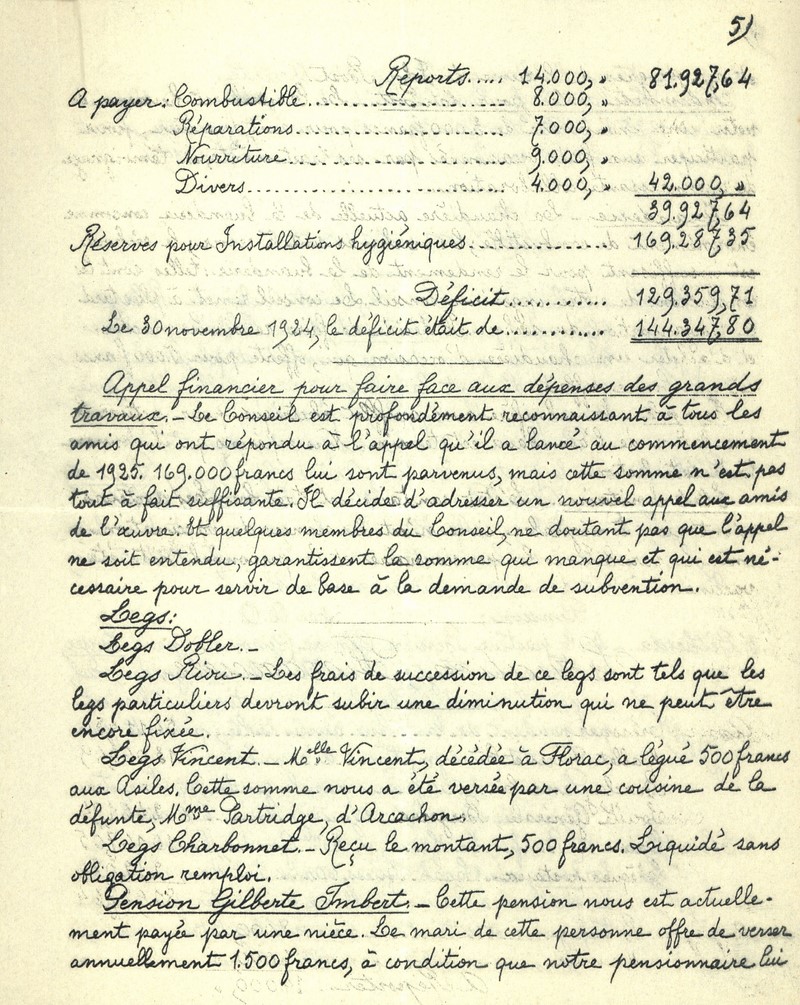 5)
Reports..... 14.000,» 81.927,64
A payer: Combustible........................ 8.000,»
Réparations........................ 7.000,»
Nourriture........................ 9.000,»
Divers........................ 4.000,» 42.000,»
39.927,64
Réserves pour Installations hygiéniques............... 169.287,35
Déficit........... 129.359,71
Le 30 novembre 1924, le déficit était de........... 144.347,80
Appel financier pour faire face aux dépenses des grands
travaux._ Le Conseil est profondément reconnaissant à tous les
amis qui ont répondu à l'appel qu'il a lancé au commencement
de 1925. 169.000 francs lui sont parvenus, mais cette somme n'est pas
tout à fait suffisante. Il décide d'adresser un nouvel appel aux amis
de l'œuvre. Et quelques membres du Conseil, ne doutant pas que l'appel
ne soit entendu, garantissent la somme qui manque et qui est né-
cessaire pour servir de base à la demande de subvention.
Legs:
Legs Dobler._
Legs Rivu._ Les frais de succession de ce legs sont tels que les
legs particuliers devront subir une diminution qui ne peut être
encore fixée.
Legs Vincent._ Melle Vincent, décédée à Florac, a légué 500 francs
aux Asiles. Cette somme nous a été versée par une cousine de la
défunte, Mme Partridge, d'Arcachon.
Legs Charbonnet._ Reçu le montant, 500 francs. Liquidé sans
obligation remploi.
Pension Gilberte Imbert._ Cette pension nous est actuelle-
ment payée par une nièce. Le mari de cette personne offre de verser
annuellement 1.500 francs, à condition que notre pensionnaire lui